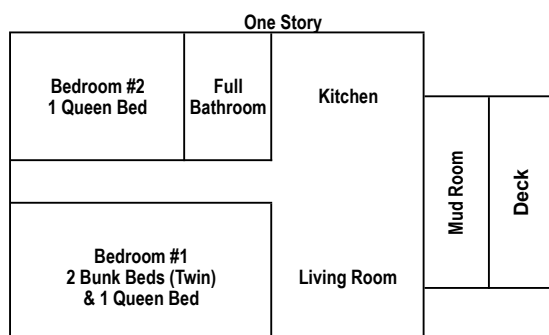 One Story
Bedroom #2
1 Queen Bed
Full
Bathroom
Kitchen
Mud Room
Deck
Bedroom #1
2 Bunk Beds (Twin)
& 1 Queen Bed
Living Room